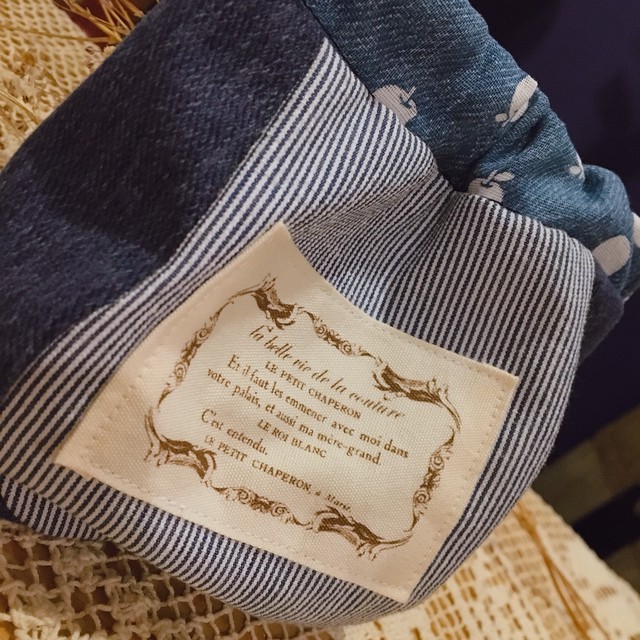 la belle vie de la couture
LE PETIT CHAPERON
Et il faut les emmener avec moi dans
votre palais, et aussi ma mère-grand.
LE ROI BLANC
C'est entendu.
LE PETIT CHAPERON à